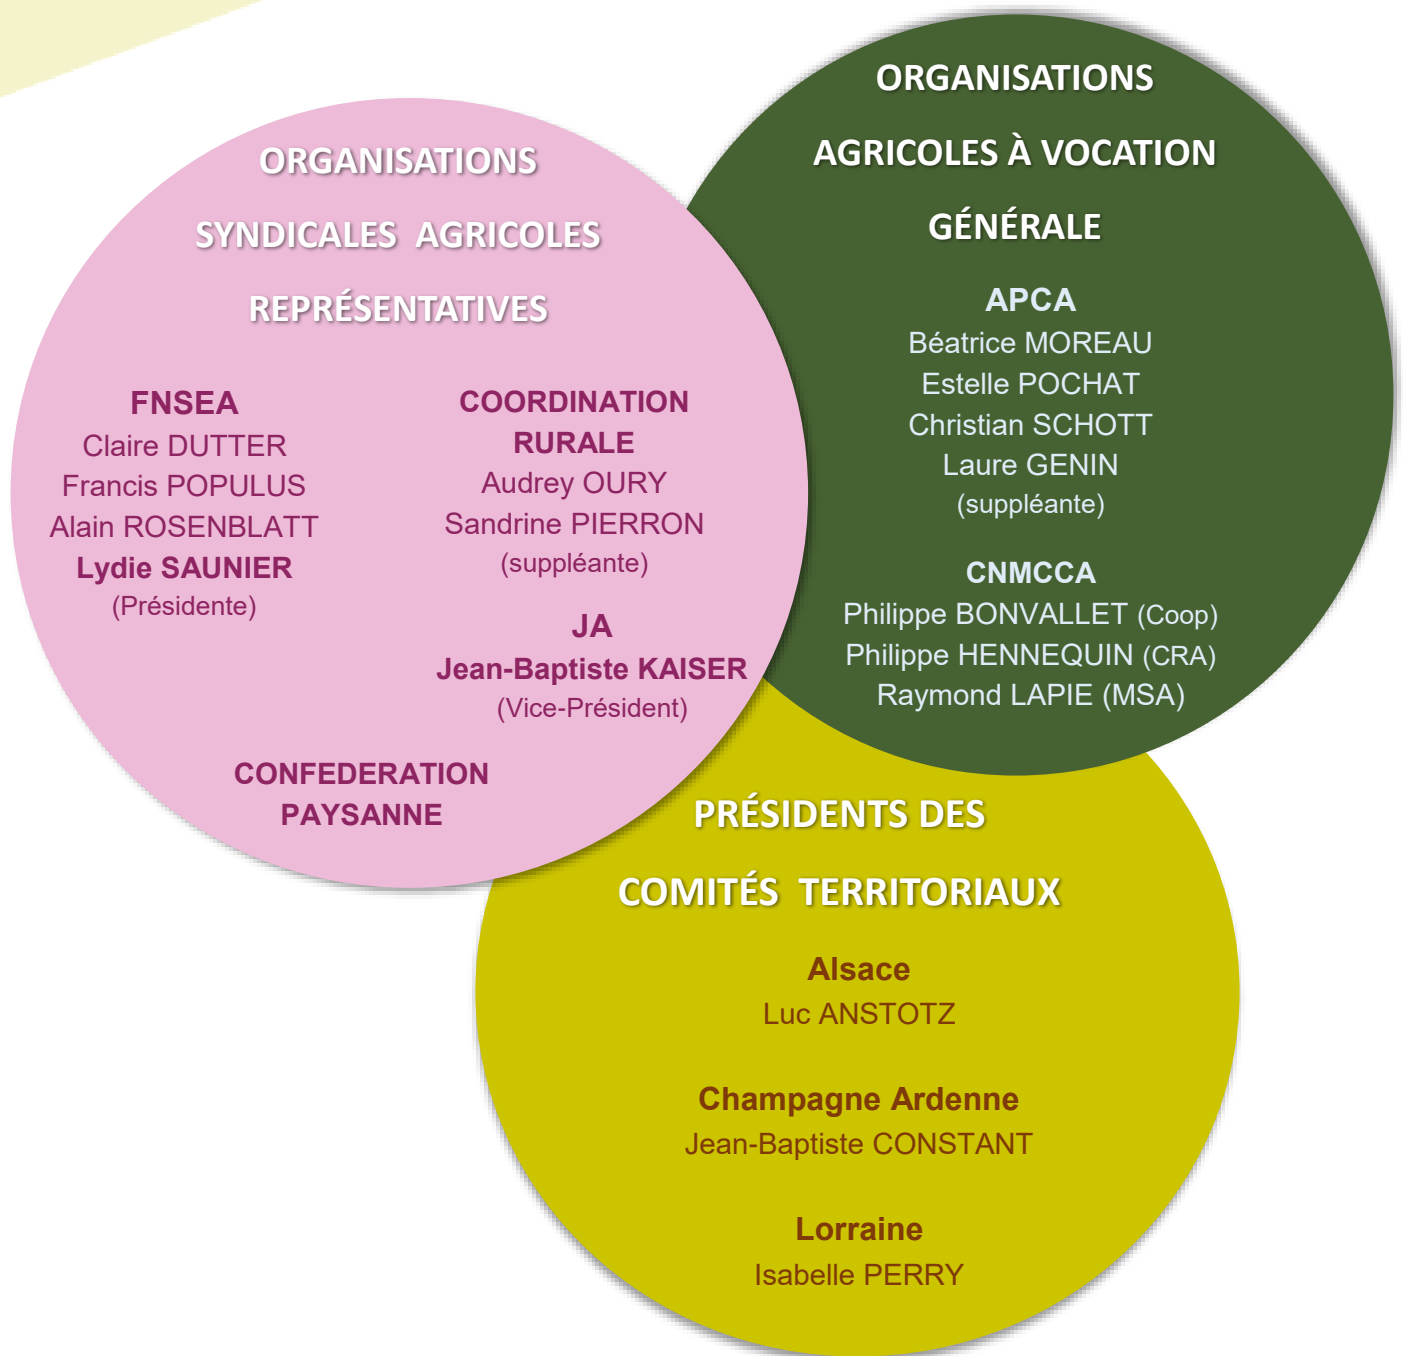 ORGANISATIONS
SYNDICALES AGRICOLES
REPRÉSENTATIVES
FNSEA
Claire DUTTER
Francis POPULUS
Alain ROSENBLATT
Lydie SAUNIER
(Présidente)
COORDINATION
RURALE
Audrey OURY
Sandrine PIERRON
(suppléante)
JA
Jean-Baptiste KAISER
(Vice-Président)
CONFEDERATION
PAYSANNE
ORGANISATIONS
AGRICOLES À VOCATION
GÉNÉRALE
APCA
Béatrice MOREAU
Estelle POCHAT
Christian SCHOTT
Laure GENIN
(suppléante)
CNMCCA
Philippe BONVALLET (Coop)
Philippe HENNEQUIN (CRA)
Raymond LAPIE (MSA)
PRÉSIDENTS DES
COMITÉS TERRITORIAUX
Alsace
Luc ANSTOTZ
Champagne Ardenne
Jean-Baptiste CONSTANT
Lorraine
Isabelle PERRY